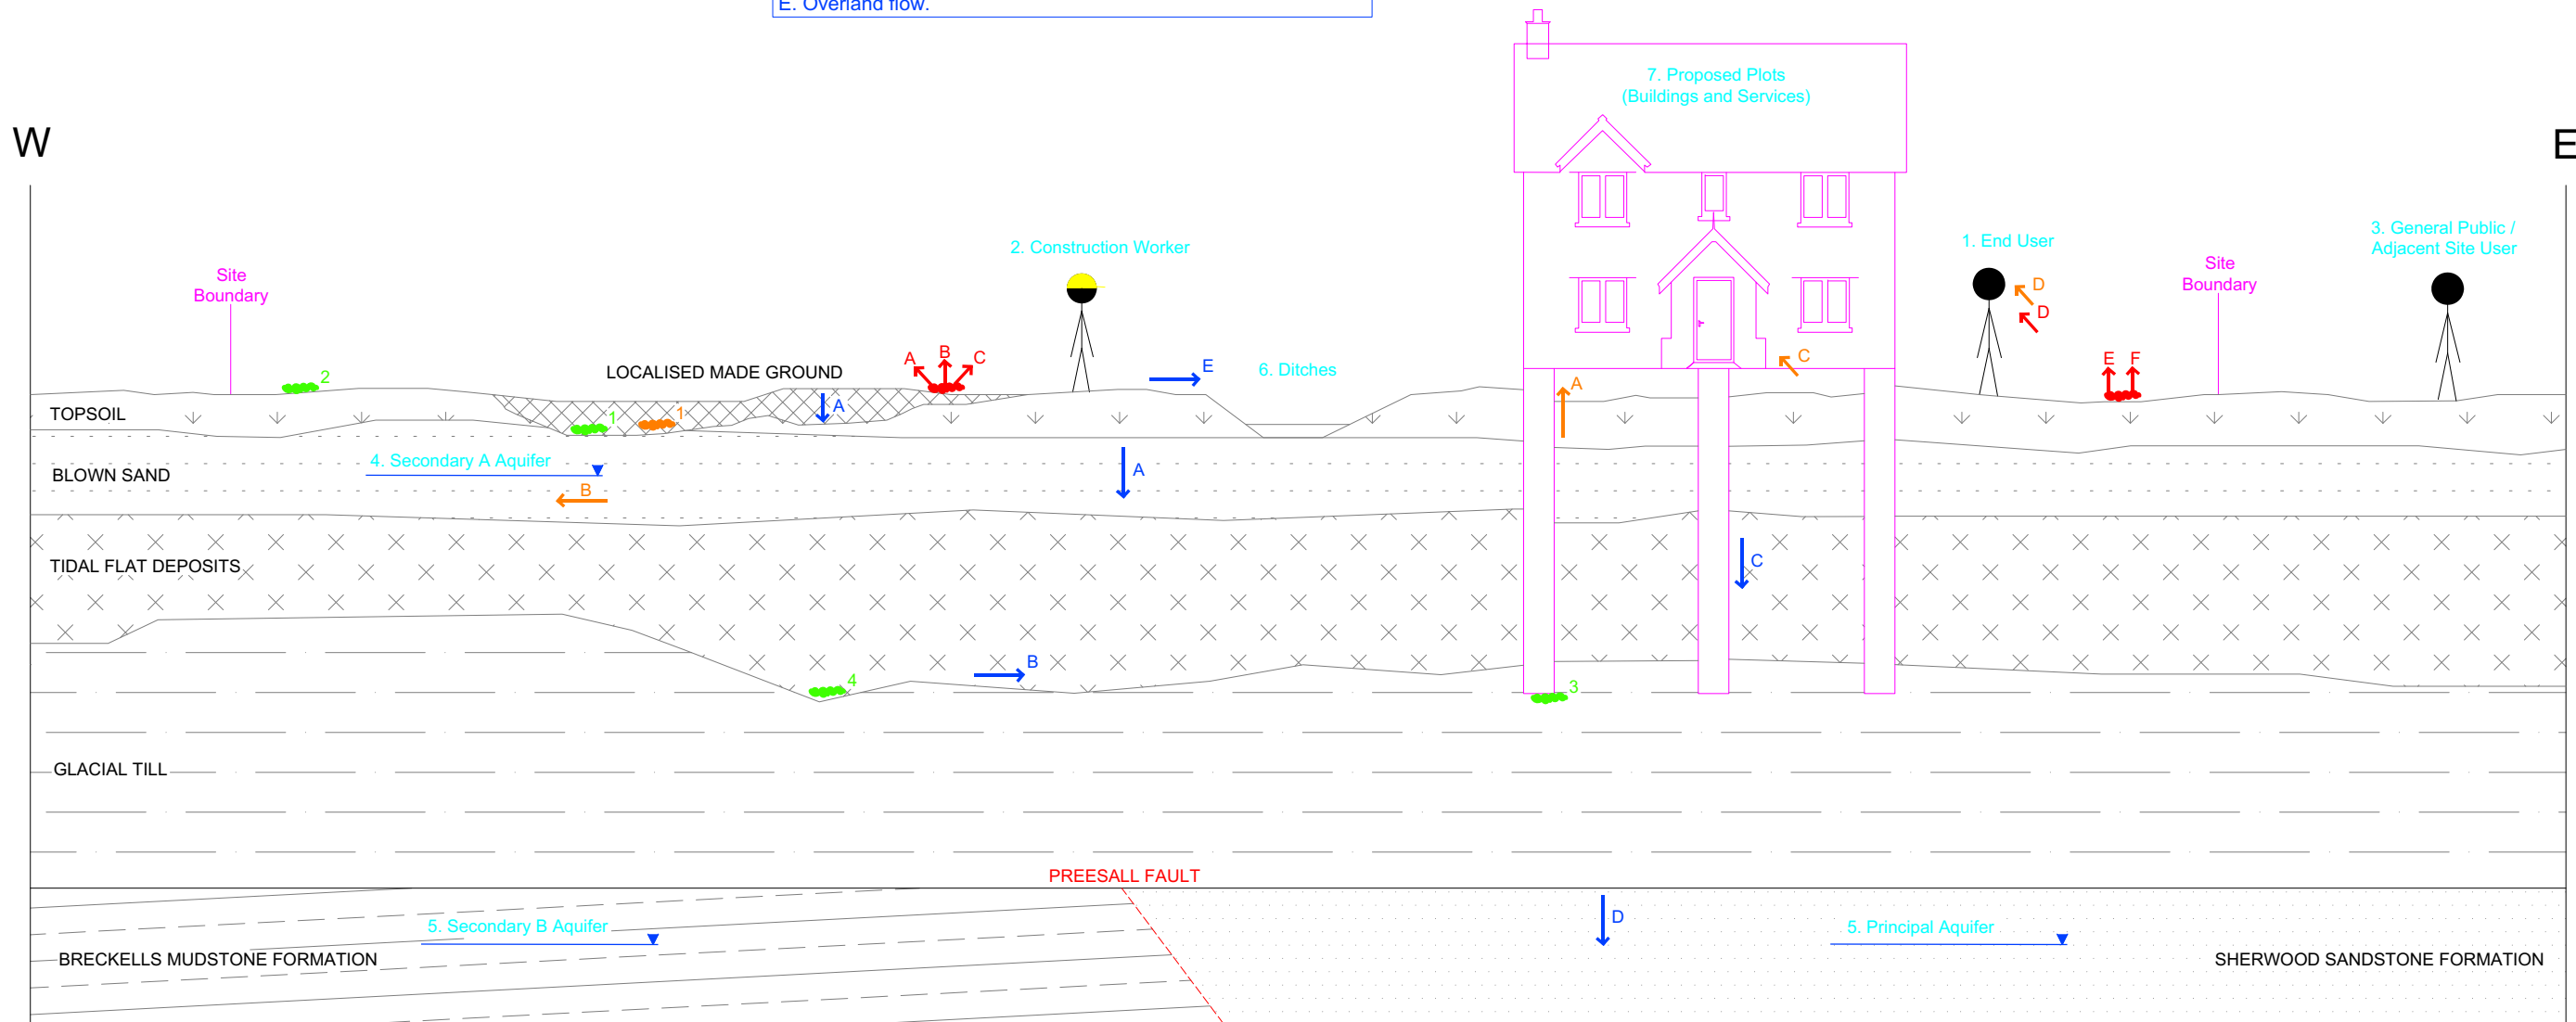 E. Overland flow.
7. Proposed Plots
(Buildings and Services)
W
E
2. Construction Worker
1. End User
3. General Public /
Adjacent Site User
Site
Boundary
Site
Boundary
D
D
A
B
C
E
F
C
E
6. Ditches
2
LOCALISED MADE GROUND
A
A
TOPSOIL
1
1
4. Secondary A Aquifer
BLOWN SAND
A
B
TIDAL FLAT DEPOSITS
C
B
4
3
GLACIAL TILL
PREESALL FAULT
5. Secondary B Aquifer
D
5. Principal Aquifer
BRECKELLS MUDSTONE FORMATION
SHERWOOD SANDSTONE FORMATION